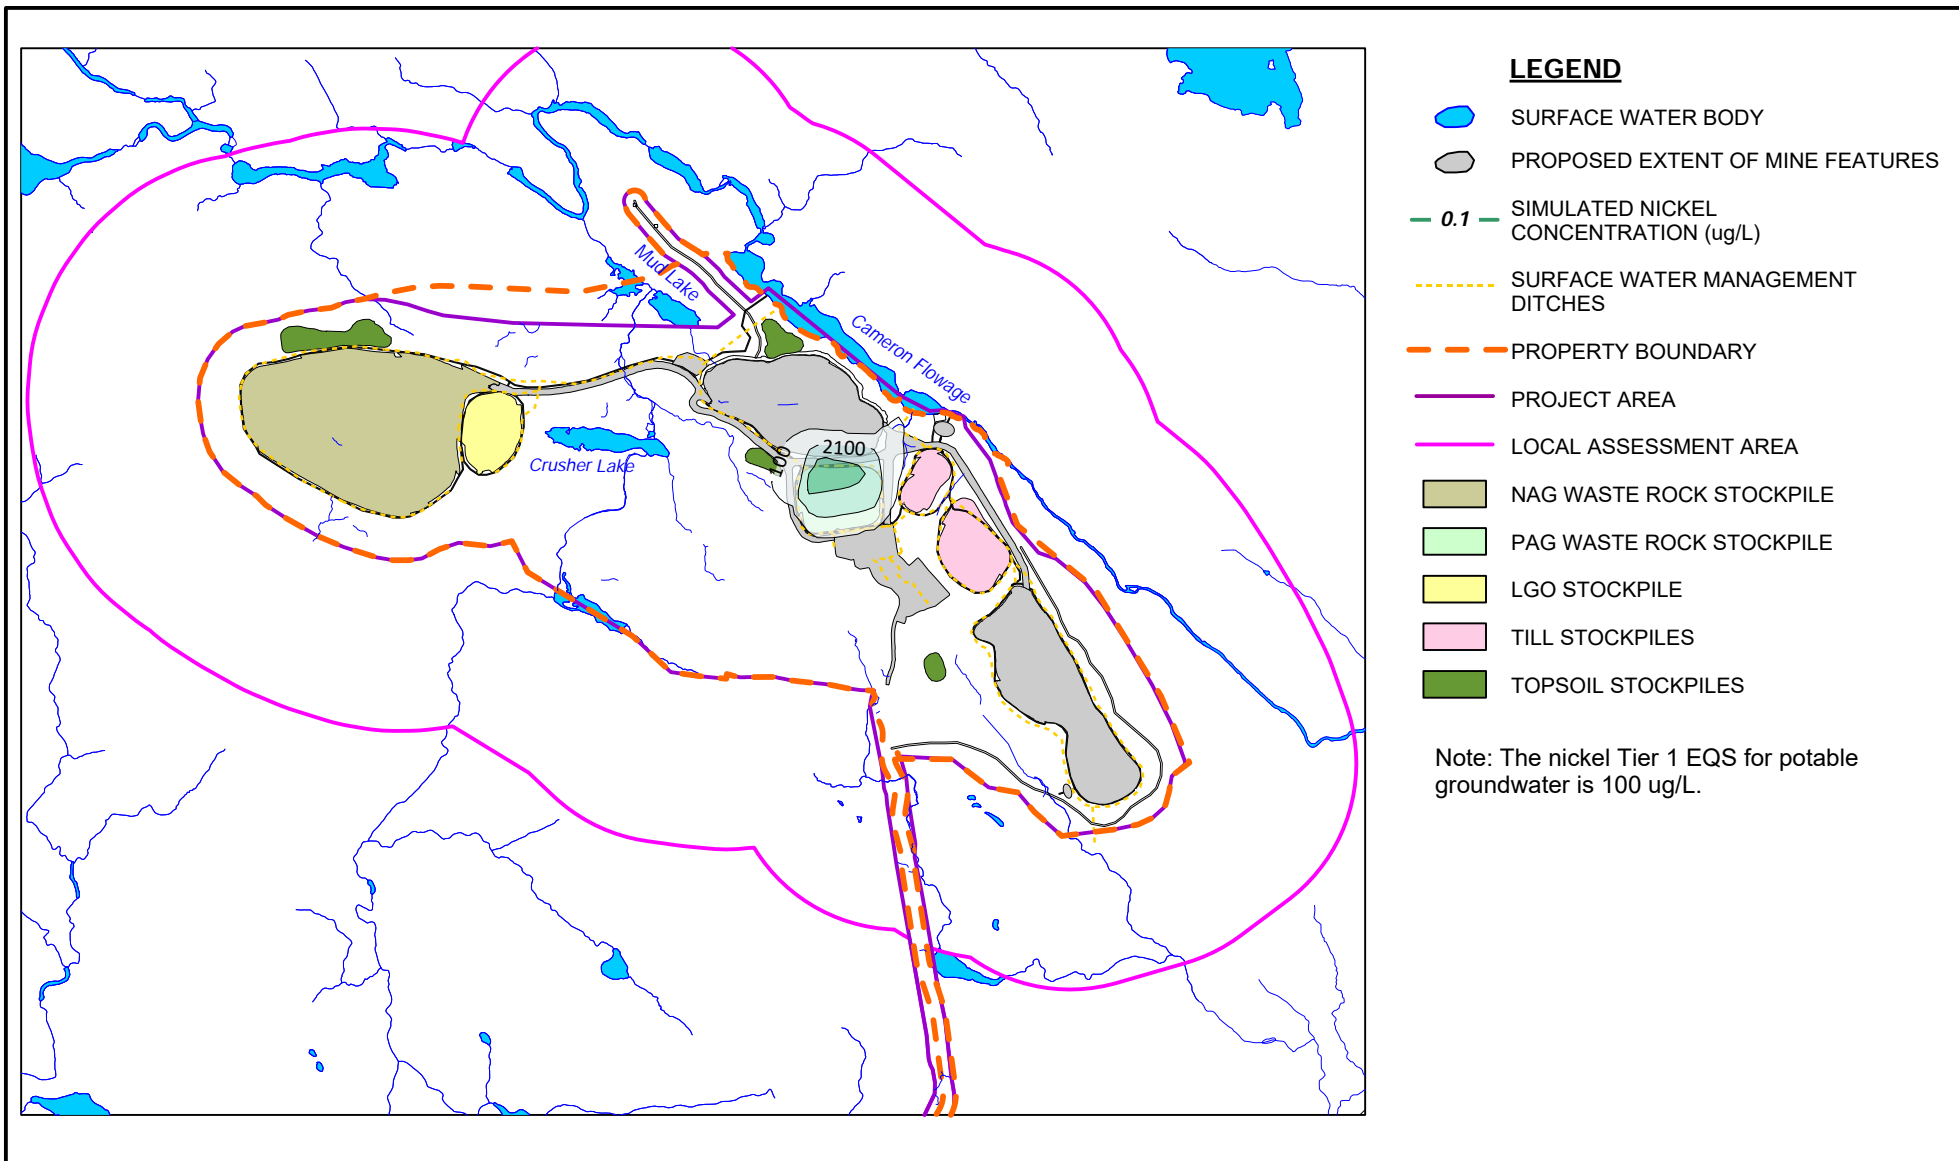 LEGEND
SURFACE WATER BODY
PROPOSED EXTENT OF MINE FEATURES
0.1
SIMULATED NICKEL
CONCENTRATION (ug/L)
SURFACE WATER MANAGEMENT
DITCHES
PROPERTY BOUNDARY
PROJECT AREA
LOCAL ASSESSMENT AREA
NAG WASTE ROCK STOCKPILE
PAG WASTE ROCK STOCKPILE
LGO STOCKPILE
TILL STOCKPILES
TOPSOIL STOCKPILES
Note: The nickel Tier 1 EQS for potable
groundwater is 100 ug/L.
Mud Lake
Cameron Flowage
Crusher Lake
2100
100